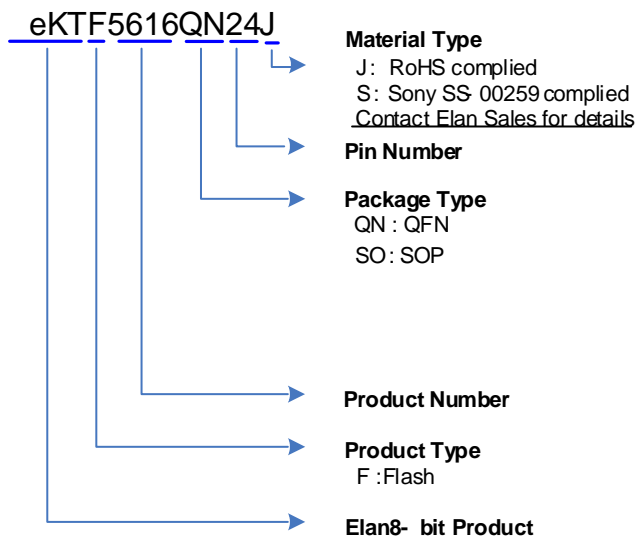 eKTF5616QN24J
Material Type
J: RoHS complied
S: Sony SS-00259 complied
Contact Elan Sales for details
Pin Number
Package Type
QN : QFN
SO: SOP
Product Number
Product Type
F :Flash
Elan8- bit Product